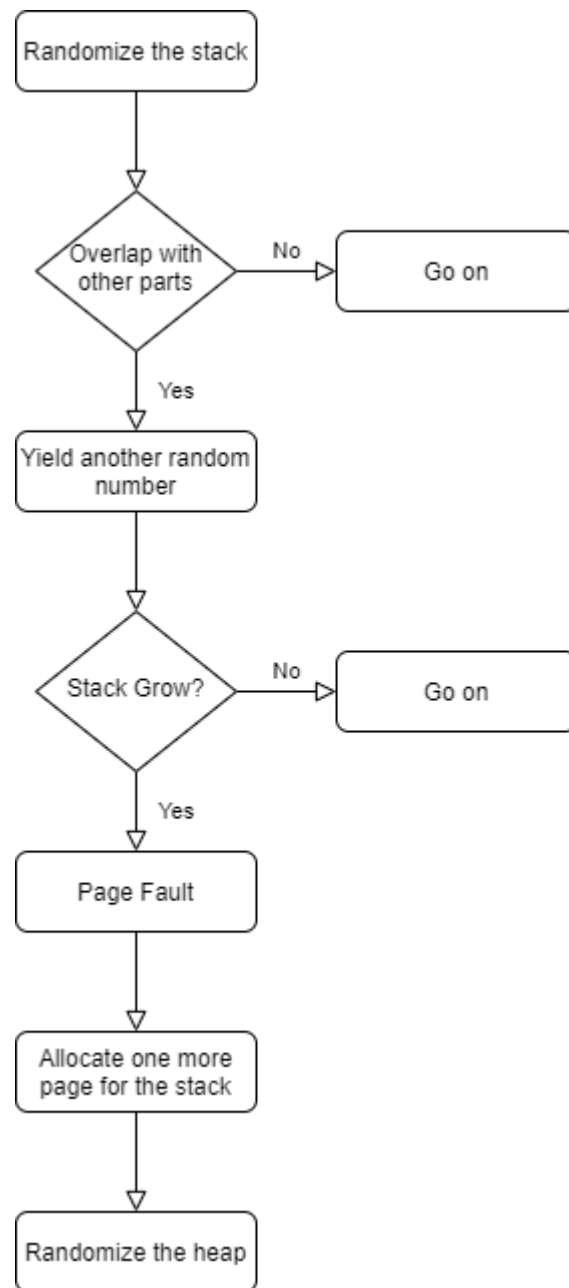 Randomize the stack
Overlap with
other parts
No
Go on
Yes
Yield another random
number
Stack Grow?
No
Go on
Yes
Page Fault
Allocate one more
page for the stack
Randomize the heap